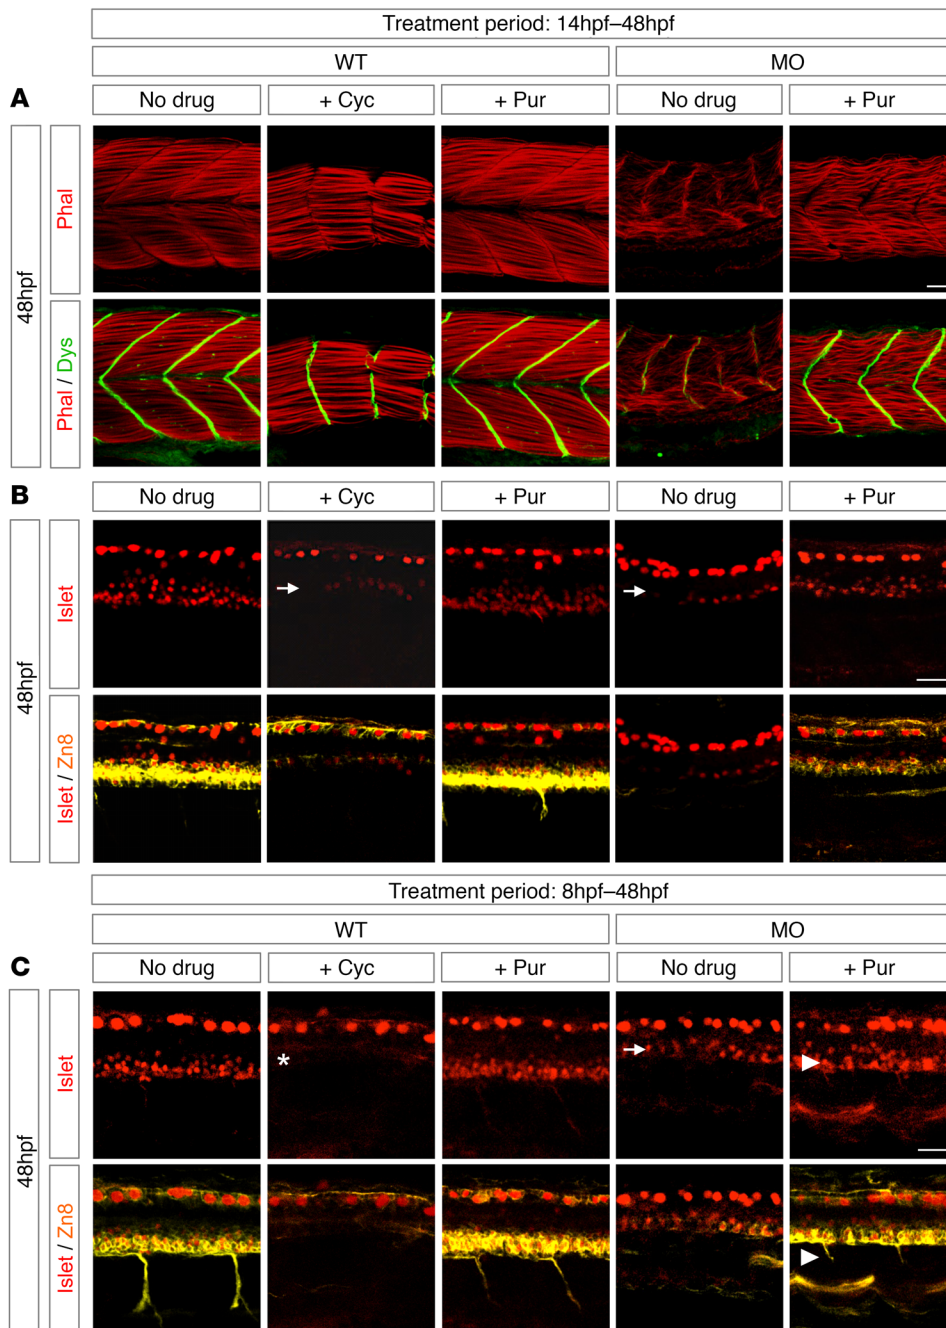 Treatment period: 14hpf–48hpf
WT MO
A No drug + Cyc + Pur No drug + Pur
48hpf
Phal
Phal / Dys
B No drug + Cyc + Pur No drug + Pur
48hpf
Islet
Islet / Zn8
Treatment period: 8hpf–48hpf
WT MO
C No drug + Cyc + Pur No drug + Pur
48hpf
Islet
*
Islet / Zn8